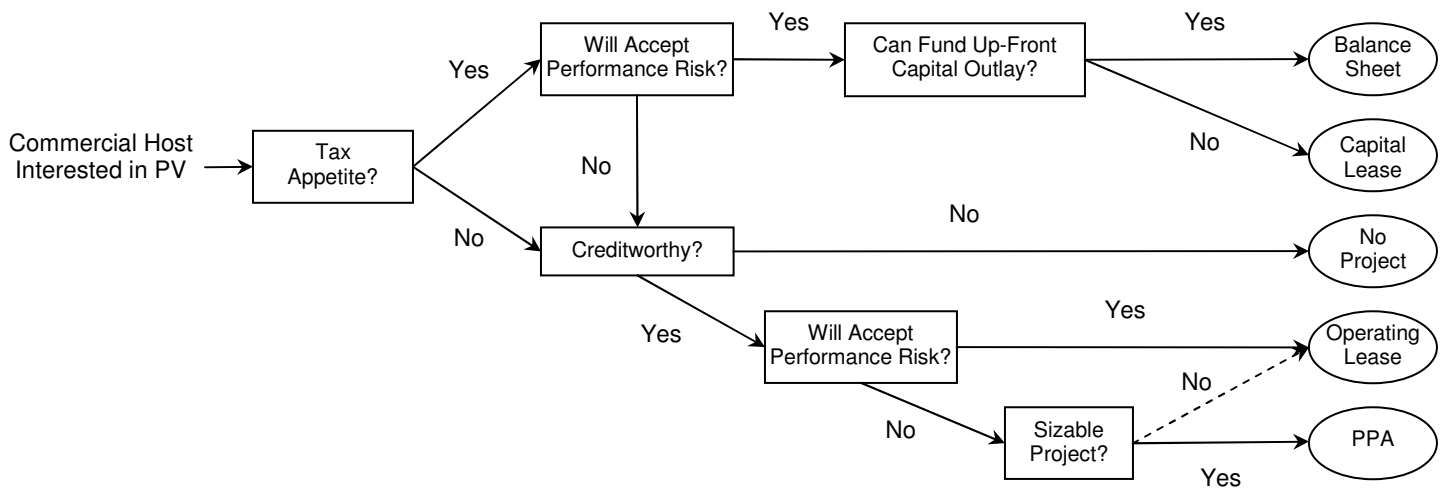 Yes
Yes
Will Accept
Performance Risk?
Can Fund Up-Front
Capital Outlay?
Balance
Sheet
Yes
Commercial Host
Interested in PV
Tax
Appetite?
No
No
Capital
Lease
No
No
Creditworthy?
No
Project
Yes
Will Accept
Performance Risk?
Yes
Operating
Lease
No
No
Sizable
Project?
PPA
Yes